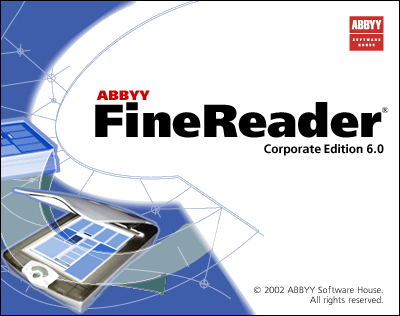 ABBYY
SOFTWARE
HOUSE
ABBYY
FineReader®
Corporate Edition 6.0
© 2002 ABBYY Software House.
All rights reserved.